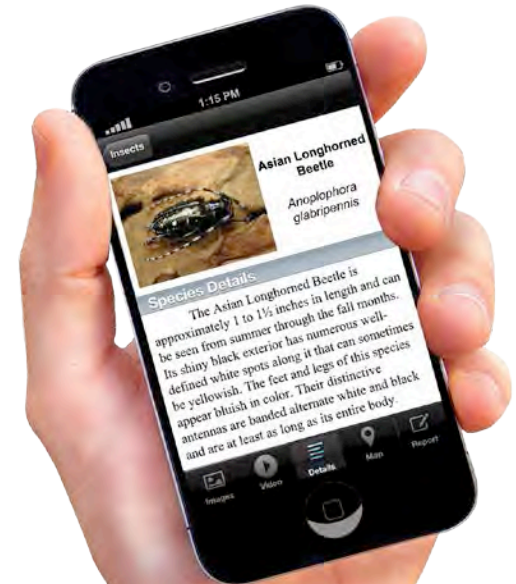 1:15 PM
Insects
Asian Longhorned
Beetle
Anoplophora
glabripennis
Species Details
The Asian Longhorned Beetle is
approximately 1 to 1½ inches in length and can
be seen from summer through the fall months.
Its shiny black exterior has numerous well-
defined white spots along it that can sometimes
be yellowish. The feet and legs of this species
appear bluish in color. Their distinctive
antennas are banded alternate white and black
and are at least as long as its entire body.
Images
Video
Details
Map
Report